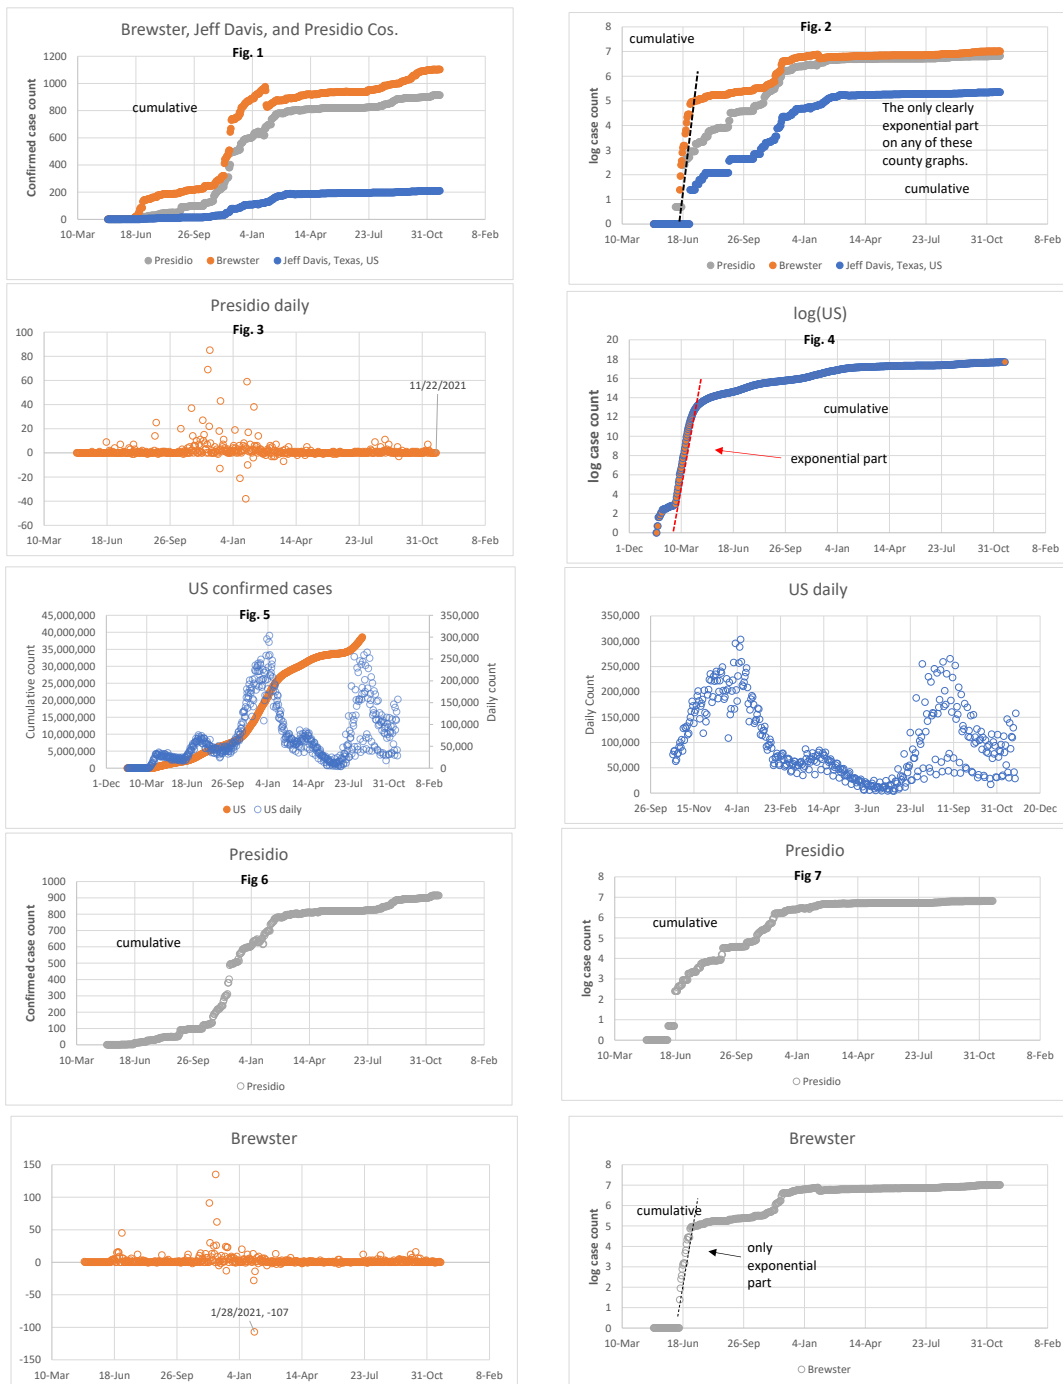 Brewster, Jeff Davis, and Presidio Cos.
Fig. 1
1200
1000
800
600
400
200
0
Confirmed case count
cumulative
10-Mar 18-Jun 26-Sep 4-Jan 14-Apr 23-Jul 31-Oct 8-Feb
Presidio Brewster Jeff Davis, Texas, US
Fig. 2
cumulative
8
7
6
5
4
3
2
1
0
log case count
The only clearly
exponential part
on any of these
county graphs.
cumulative
10-Mar 18-Jun 26-Sep 4-Jan 14-Apr 23-Jul 31-Oct 8-Feb
Presidio Brewster Jeff Davis, Texas, US
Presidio daily
Fig. 3
100
80
60
40
20
0
-20
-40
-60
11/22/2021
10-Mar 18-Jun 26-Sep 4-Jan 14-Apr 23-Jul 31-Oct 8-Feb
log(US)
Fig. 4
20
18
16
14
12
10
8
6
4
2
0
log case count
cumulative
exponential part
1-Dec 10-Mar 18-Jun 26-Sep 4-Jan 14-Apr 23-Jul 31-Oct 8-Feb
US confirmed cases
Fig. 5
45,000,000
40,000,000
35,000,000
30,000,000
25,000,000
20,000,000
15,000,000
10,000,000
5,000,000
0
Cumulative count
350,000
300,000
250,000
200,000
150,000
100,000
50,000
0
Daily count
1-Dec 10-Mar 18-Jun 26-Sep 4-Jan 14-Apr 23-Jul 31-Oct 8-Feb
US US daily
US daily
350,000
300,000
250,000
200,000
150,000
100,000
50,000
0
Daily Count
26-Sep 15-Nov 4-Jan 23-Feb 14-Apr 3-Jun 23-Jul 11-Sep 31-Oct 20-Dec
Presidio
Fig 6
1000
900
800
700
600
500
400
300
200
100
0
Confirmed case count
cumulative
10-Mar 18-Jun 26-Sep 4-Jan 14-Apr 23-Jul 31-Oct 8-Feb
Presidio
Presidio
Fig 7
8
7
6
5
4
3
2
1
0
log case count
cumulative
10-Mar 18-Jun 26-Sep 4-Jan 14-Apr 23-Jul 31-Oct 8-Feb
Presidio
Brewster
150
100
50
0
-50
-100
-150
1/28/2021, -107
10-Mar 18-Jun 26-Sep 4-Jan 14-Apr 23-Jul 31-Oct 8-Feb
Brewster
8
7
6
5
4
3
2
1
0
log case count
cumulative
only
exponential
part
10-Mar 18-Jun 26-Sep 4-Jan 14-Apr 23-Jul 31-Oct 8-Feb
Brewster